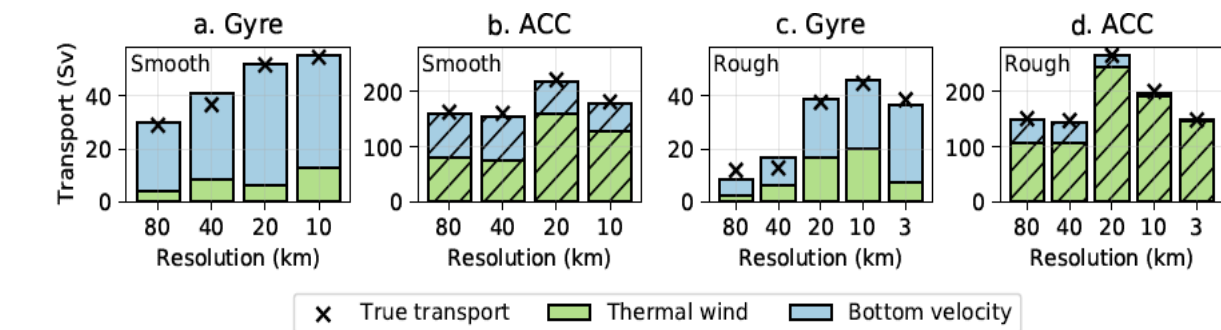 a. Gyre
b. ACC
c. Gyre
d. ACC
Transport (Sv)
Smooth
40
20
0
80 40 20 10
Resolution (km)
Smooth
200
100
0
80 40 20 10
Resolution (km)
Rough
40
20
0
80 40 20 10 3
Resolution (km)
Rough
200
100
0
80 40 20 10 3
Resolution (km)
True transport
Thermal wind
Bottom velocity